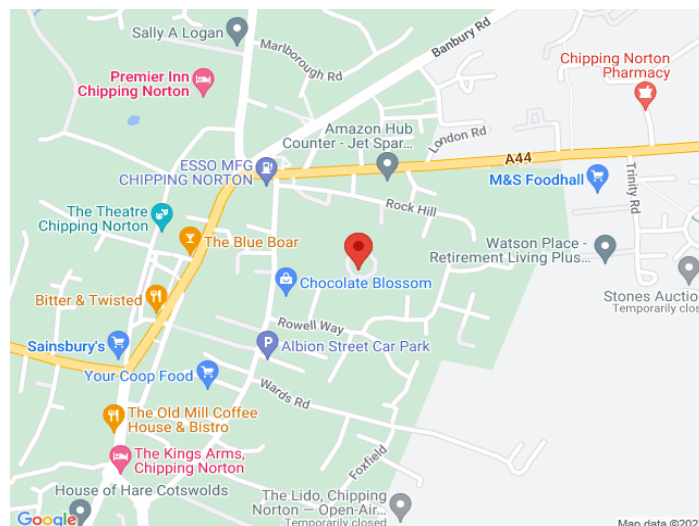 Sally A Logan
Marlborough Rd
Banbury Rd
Premier Inn
Chipping Norton
Chipping Norton
Pharmacy
Amazon Hub
Counter - Jet Spar...
London Rd
A44
ESSO MFG
CHIPPING NORTON
M&S Foodhall
Trinity Rd
Rock Hill
The Theatre
Chipping Norton
The Blue Boar
Watson Place -
Retirement Living Plus...
Chocolate Blossom
Stones Auctio
Temporarily clos
Bitter & Twisted
Rowell Way
Sainsbury's
Albion Street Car Park
Your Coop Food
Wards Rd
The Old Mill Coffee
House & Bistro
The Kings Arms,
Chipping Norton
Foxfield
House of Hare Cotswolds
The Lido, Chipping
Norton — Open-Air...
Temporarily closed
Google
Map data ©202